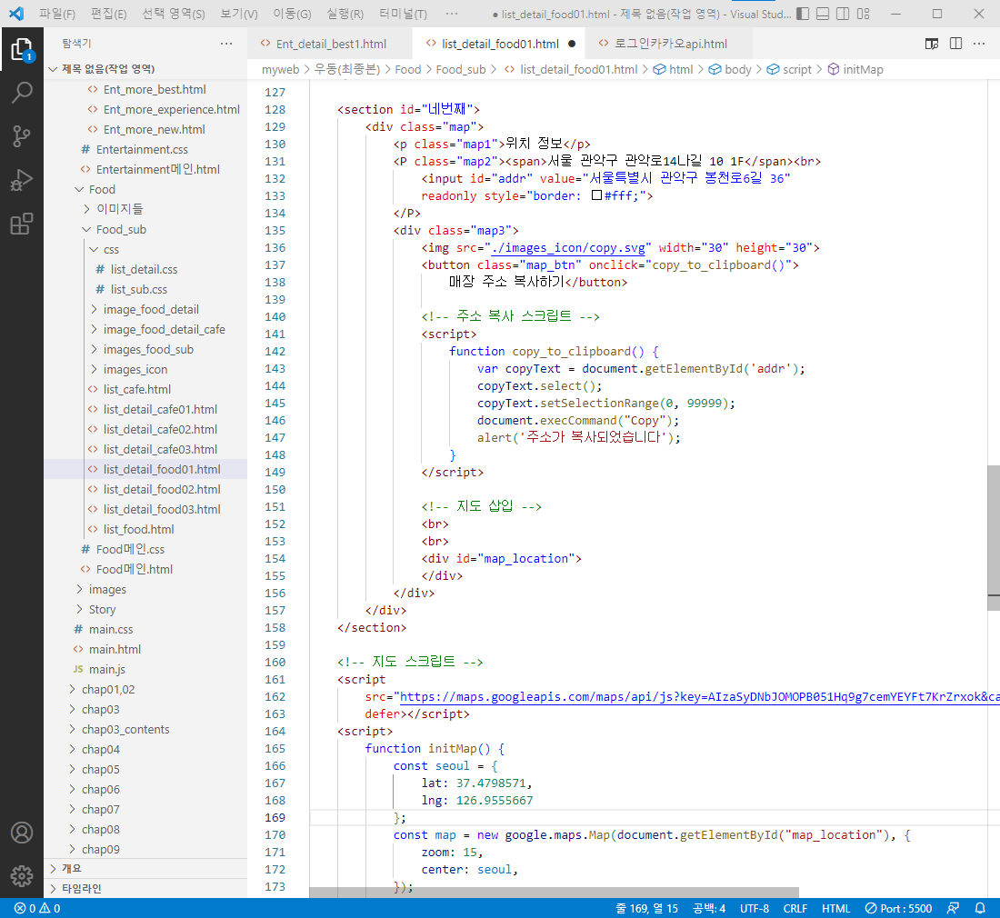 파일(F) 편집(E) 선택 영역(S) 보기(V) 이동(G) 실행(R) 터미널(T) ··· ● list_detail_food01.html - 제목 없음(작업 영역) - Visual Stud...
탐색기 ···
1
제목 없음(작업 영역)
Ent_more_best.html
Ent_more_experience.html
Ent_more_new.html
# Entertainment.css
Entertainment메인.html
Food
이미지들
Food_sub
css
# list_detail.css
# list_sub.css
image_food_detail
image_food_detail_cafe
images_food_sub
images_icon
list_cafe.html
list_detail_cafe01.html
list_detail_cafe02.html
list_detail_cafe03.html
list_detail_food01.html
list_detail_food02.html
list_detail_food03.html
list_food.html
# Food메인.css
Food메인.html
images
Story
# main.css
main.html
JS main.js
chap01,02
chap03
chap03_contents
chap04
chap05
chap06
chap07
chap08
chap09
개요
타임라인
Ent_detail_best1.html list_detail_food01.html ● 로그인카카오api.html ···
myweb > 우동(최종본) > Food > Food_sub > list_detail_food01.html > html > body > script > initMap
127
128 <section id="네번째">
129 <div class="map">
130 <p class="map1">위치 정보</p>
131 <P class="map2"><span>서울 관악구 관악로14나길 10 1F</span><br>
132 <input id="addr" value="서울특별시 관악구 봉천로6길 36"
133 readonly style="border: #fff;">
134 </P>
135 <div class="map3">
136 <img src="./images_icon/copy.svg" width="30" height="30">
137 <button class="map_btn" onclick="copy_to_clipboard()">
138 매장 주소 복사하기</button>
139
140 <!-- 주소 복사 스크립트 -->
141 <script>
142 function copy_to_clipboard() {
143 var copyText = document.getElementById('addr');
144 copyText.select();
145 copyText.setSelectionRange(0, 99999);
146 document.execCommand("Copy");
147 alert('주소가 복사되었습니다');
148 }
149 </script>
150
151 <!-- 지도 삽입 -->
152 <br>
153 <br>
154 <div id="map_location">
155 </div>
156 </div>
157 </div>
158 </section>
159
160 <!-- 지도 스크립트 -->
161 <script
162 src="https://maps.googleapis.com/maps/api/js?key=AIzaSyDNbJOMOPB051Hq9g7cemYEYFt7KrZrxok&ca
163 defer></script>
164 <script>
165 function initMap() {
166 const seoul = {
167 lat: 37.4798571,
168 lng: 126.9555667
169 };
170 const map = new google.maps.Map(document.getElementById("map_location"), {
171 zoom: 15,
172 center: seoul,
173 });
0 0 줄 169, 열 15 공백: 4 UTF-8 CRLF HTML Port : 5500